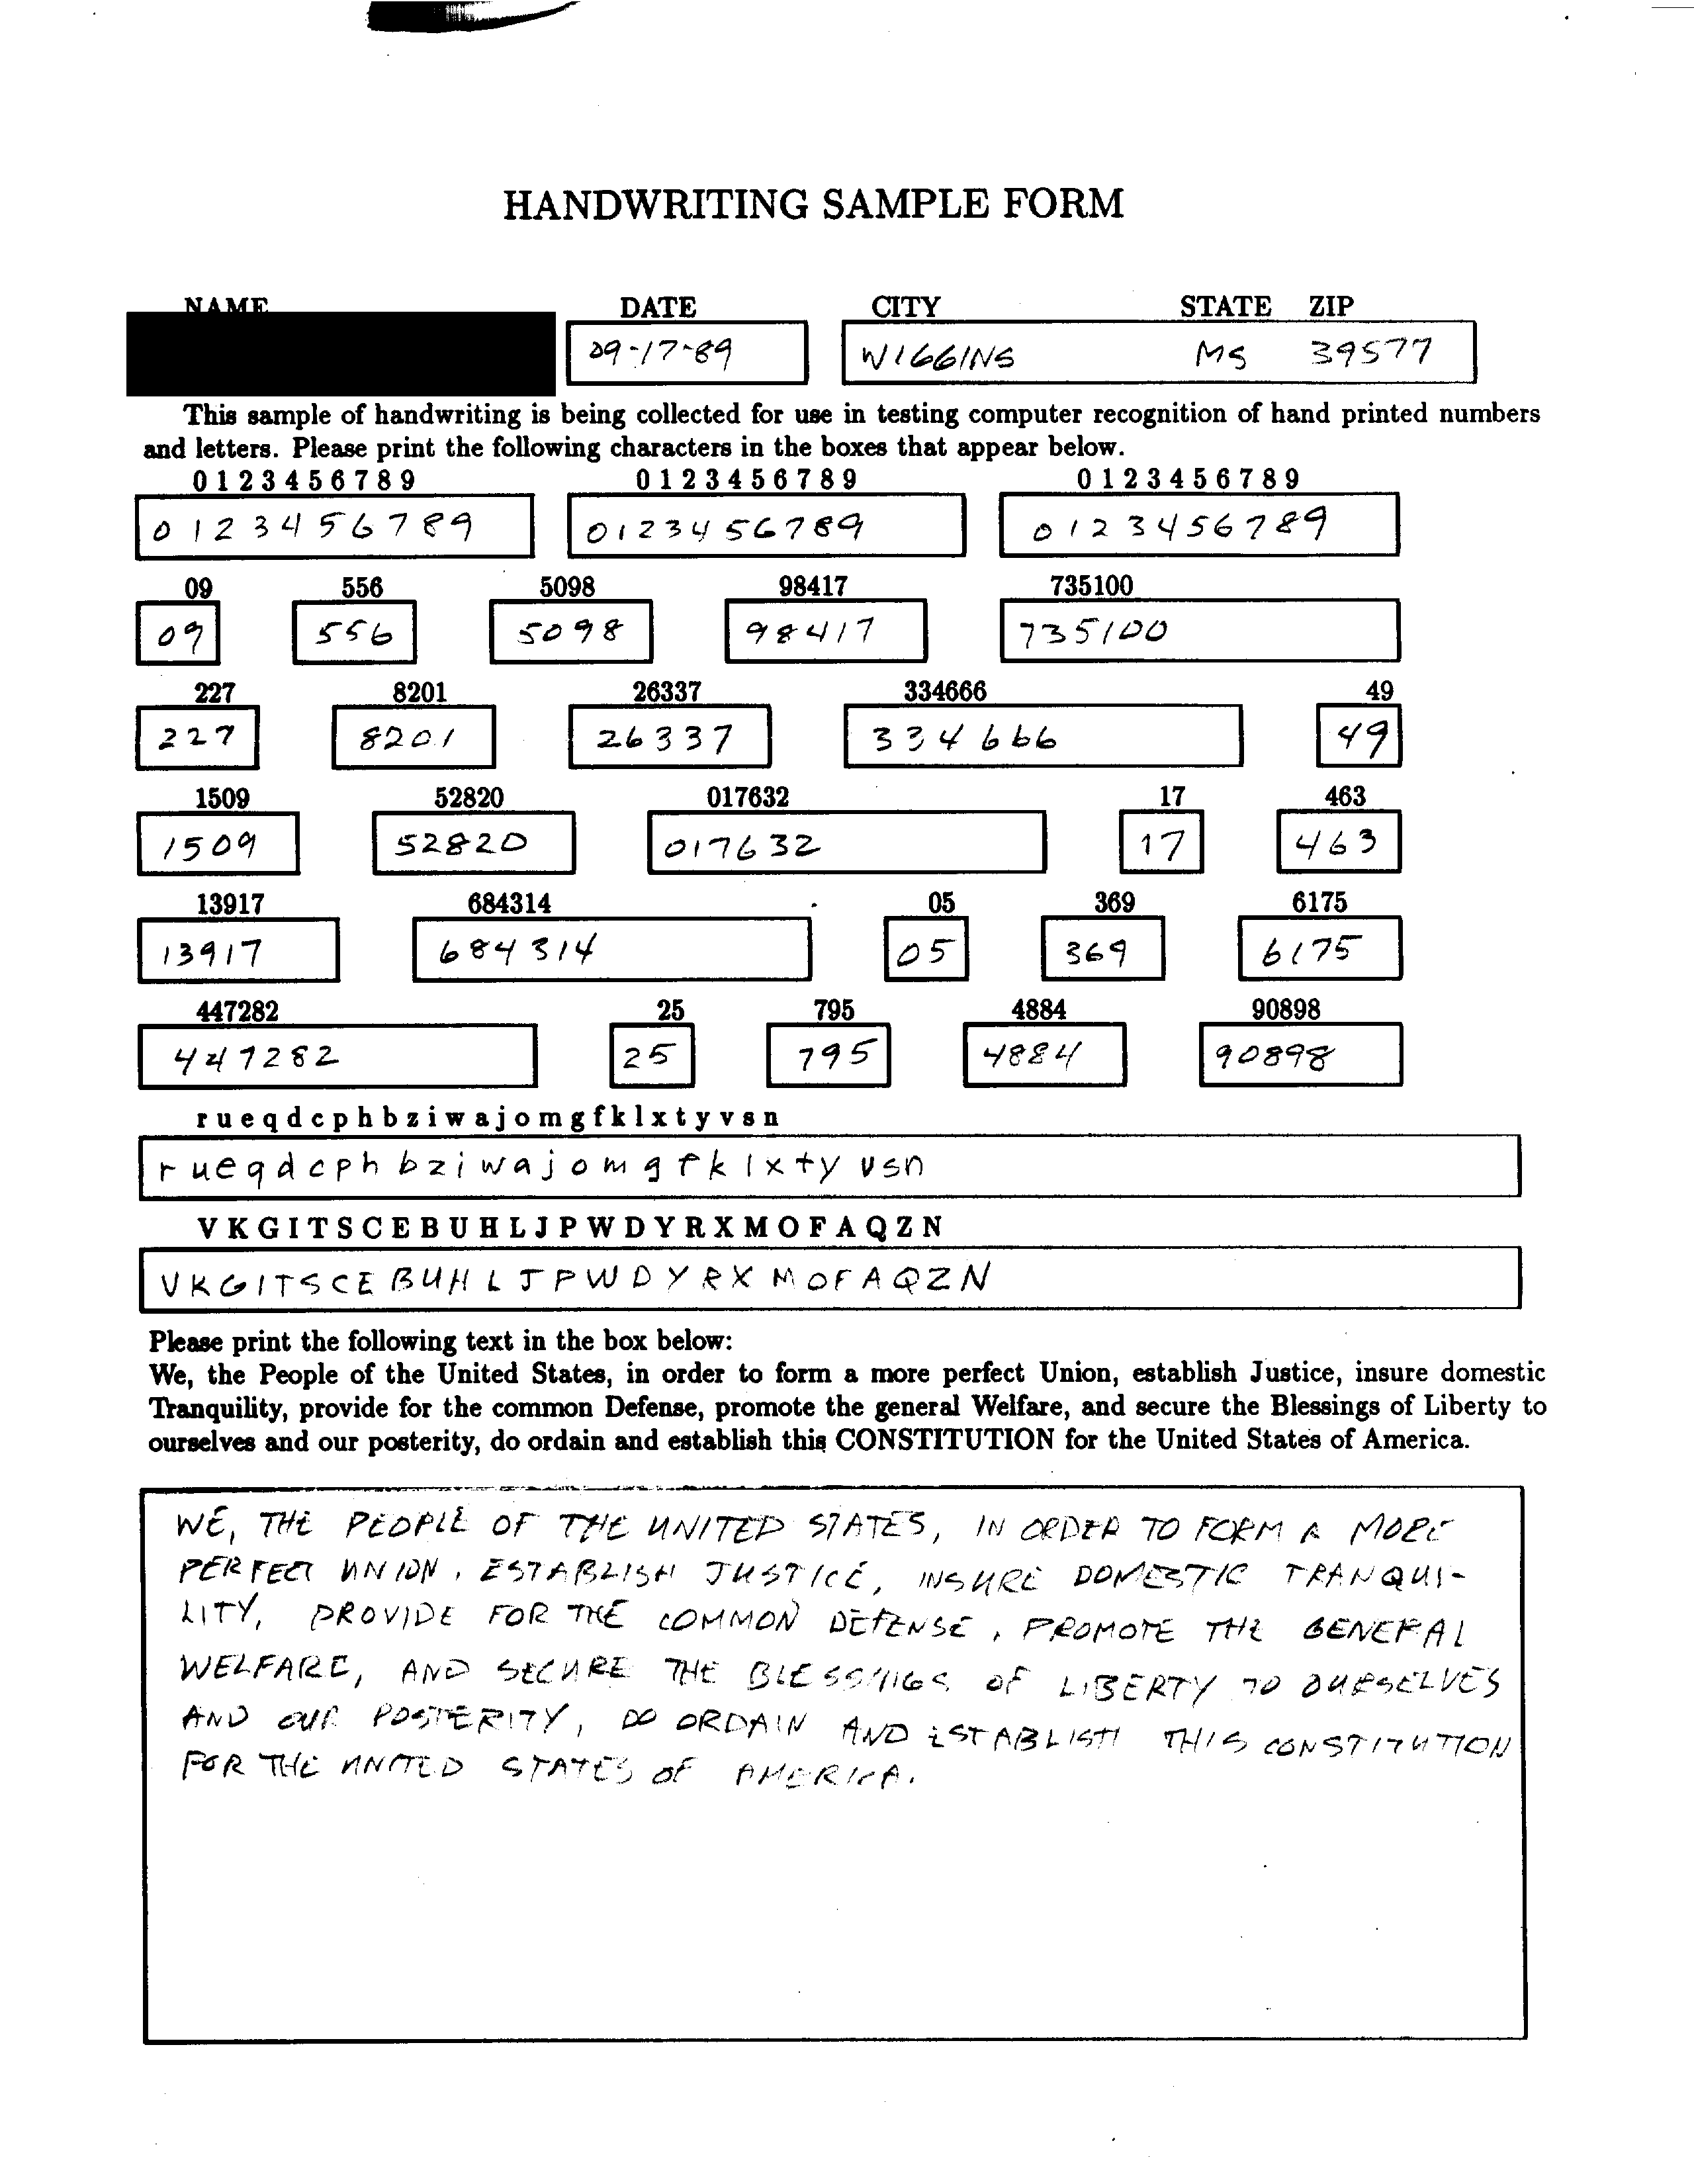 HANDWRITING SAMPLE FORM
NAME DATE CITY STATE ZIP
09-17-89 WIGGINS MS 39577
This sample of handwriting is being collected for use in testing computer recognition of hand printed numbers
and letters. Please print the following characters in the boxes that appear below.
0 1 2 3 4 5 6 7 8 9 0 1 2 3 4 5 6 7 8 9 0 1 2 3 4 5 6 7 8 9
0 1 2 3 4 5 6 7 8 9 0 1 2 3 4 5 6 7 8 9 0 1 2 3 4 5 6 7 8 9
09 556 5098 98417 735100
09 556 5098 98417 735100
227 8201 26337 334666 49
227 8201 26337 334666 49
1509 52820 017632 17 463
1509 52820 017632 17 463
13917 684314 05 369 6175
13917 684314 05 369 6175
447282 25 795 4884 90898
447282 25 795 4884 90898
r u e q d c p h b z i w a j o m g f k l x t y v s n
r u e q d c p h b z i w a j o m g f k l x t y v s n
V K G I T S C E B U H L J P W D Y R X M O F A Q Z N
V K G I T S C E B U H L J P W D Y R X M O F A Q Z N
Please print the following text in the box below:
We, the People of the United States, in order to form a more perfect Union, establish Justice, insure domestic
Tranquility, provide for the common Defense, promote the general Welfare, and secure the Blessings of Liberty to
ourselves and our posterity, do ordain and establish this CONSTITUTION for the United States of America.
WE, THE PEOPLE OF THE UNITED STATES, IN ORDER TO FORM A MORE
PERFECT UNION, ESTABLISH JUSTICE, INSURE DOMESTIC TRANQUI-
LITY, PROVIDE FOR THE COMMON DEFENSE, PROMOTE THE GENERAL
WELFARE, AND SECURE THE BLESSINGS OF LIBERTY TO OURSELVES
AND OUR POSTERITY, DO ORDAIN AND ESTABLISH THIS CONSTITUTION
FOR THE UNITED STATES OF AMERICA.